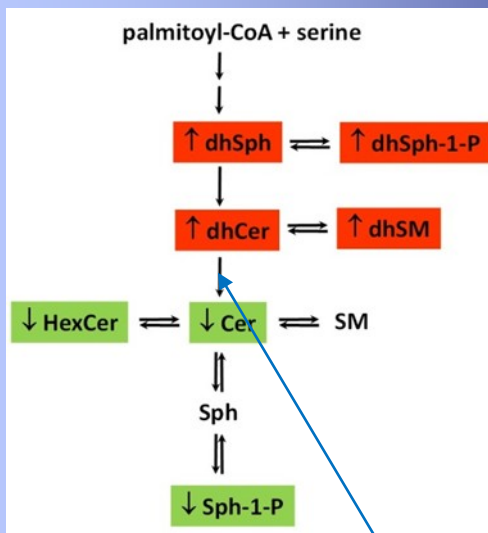 palmitoyl-CoA + serine
↑ dhSph
↑ dhSph-1-P
↑ dhCer
↑ dhSM
↓ HexCer
↓ Cer
SM
Sph
↓ Sph-1-P